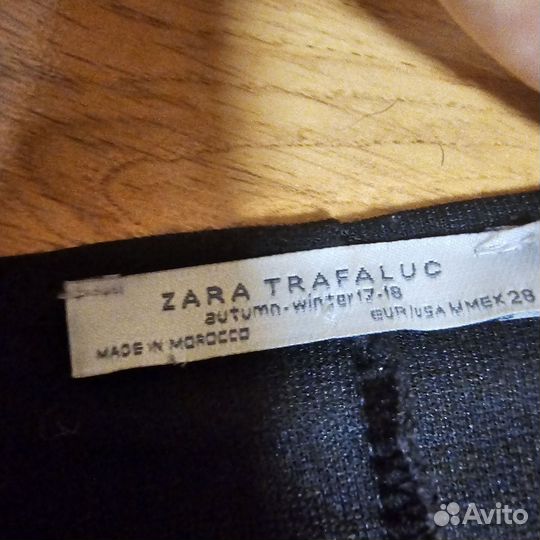 ZARA TRAFALUC
autumn-winter 17-18
MADE IN MOROCCO
EUR/USA M MEX 28
Avito